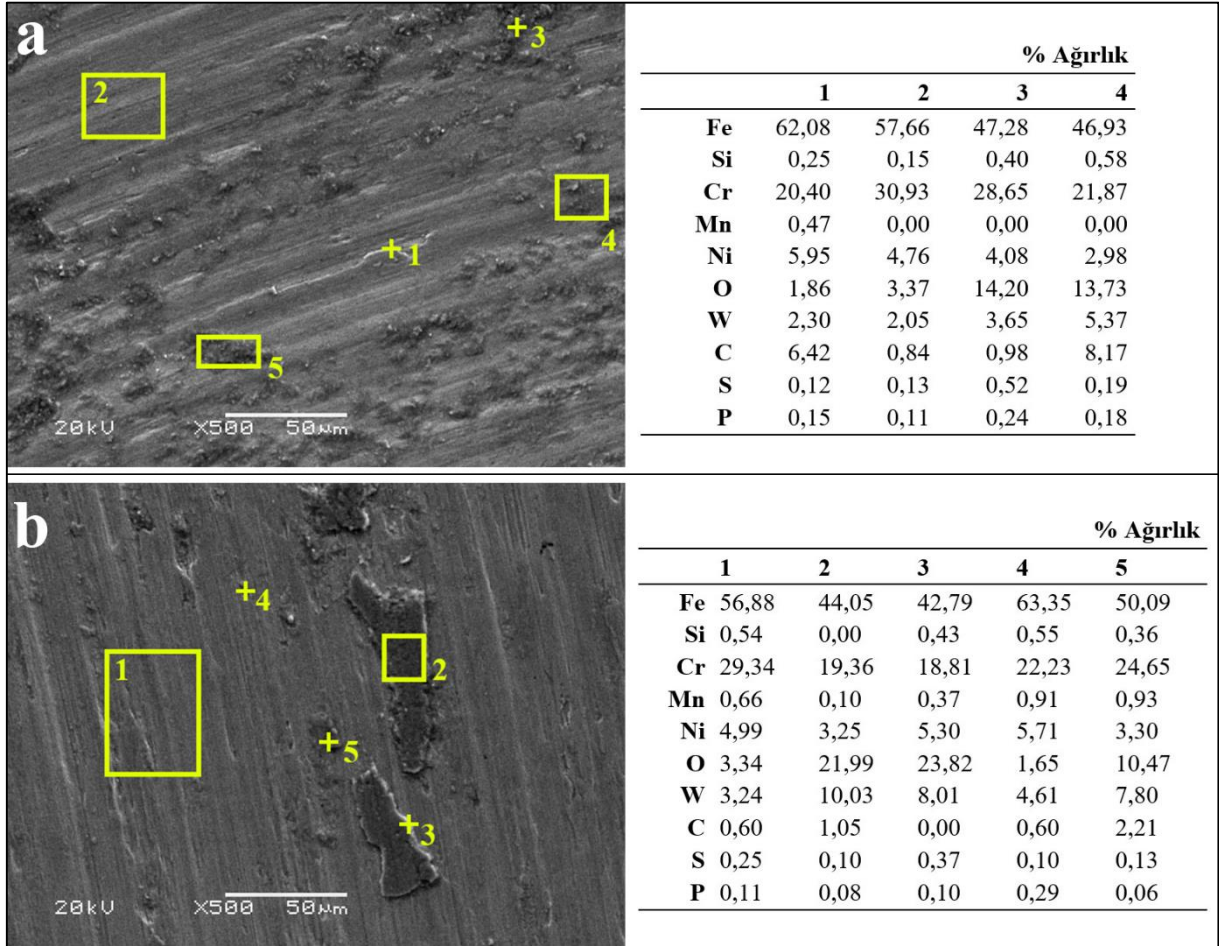 a
3
2
4
1
5
20kV X500 50µm
% Ağırlık
1 2 3 4
Fe 62,08 57,66 47,28 46,93
Si 0,25 0,15 0,40 0,58
Cr 20,40 30,93 28,65 21,87
Mn 0,47 0,00 0,00 0,00
Ni 5,95 4,76 4,08 2,98
O 1,86 3,37 14,20 13,73
W 2,30 2,05 3,65 5,37
C 6,42 0,84 0,98 8,17
S 0,12 0,13 0,52 0,19
P 0,15 0,11 0,24 0,18
b
4
1
2
5
3
20kV X500 50µm
% Ağırlık
1 2 3 4 5
Fe 56,88 44,05 42,79 63,35 50,09
Si 0,54 0,00 0,43 0,55 0,36
Cr 29,34 19,36 18,81 22,23 24,65
Mn 0,66 0,10 0,37 0,91 0,93
Ni 4,99 3,25 5,30 5,71 3,30
O 3,34 21,99 23,82 1,65 10,47
W 3,24 10,03 8,01 4,61 7,80
C 0,60 1,05 0,00 0,60 2,21
S 0,25 0,10 0,37 0,10 0,13
P 0,11 0,08 0,10 0,29 0,06